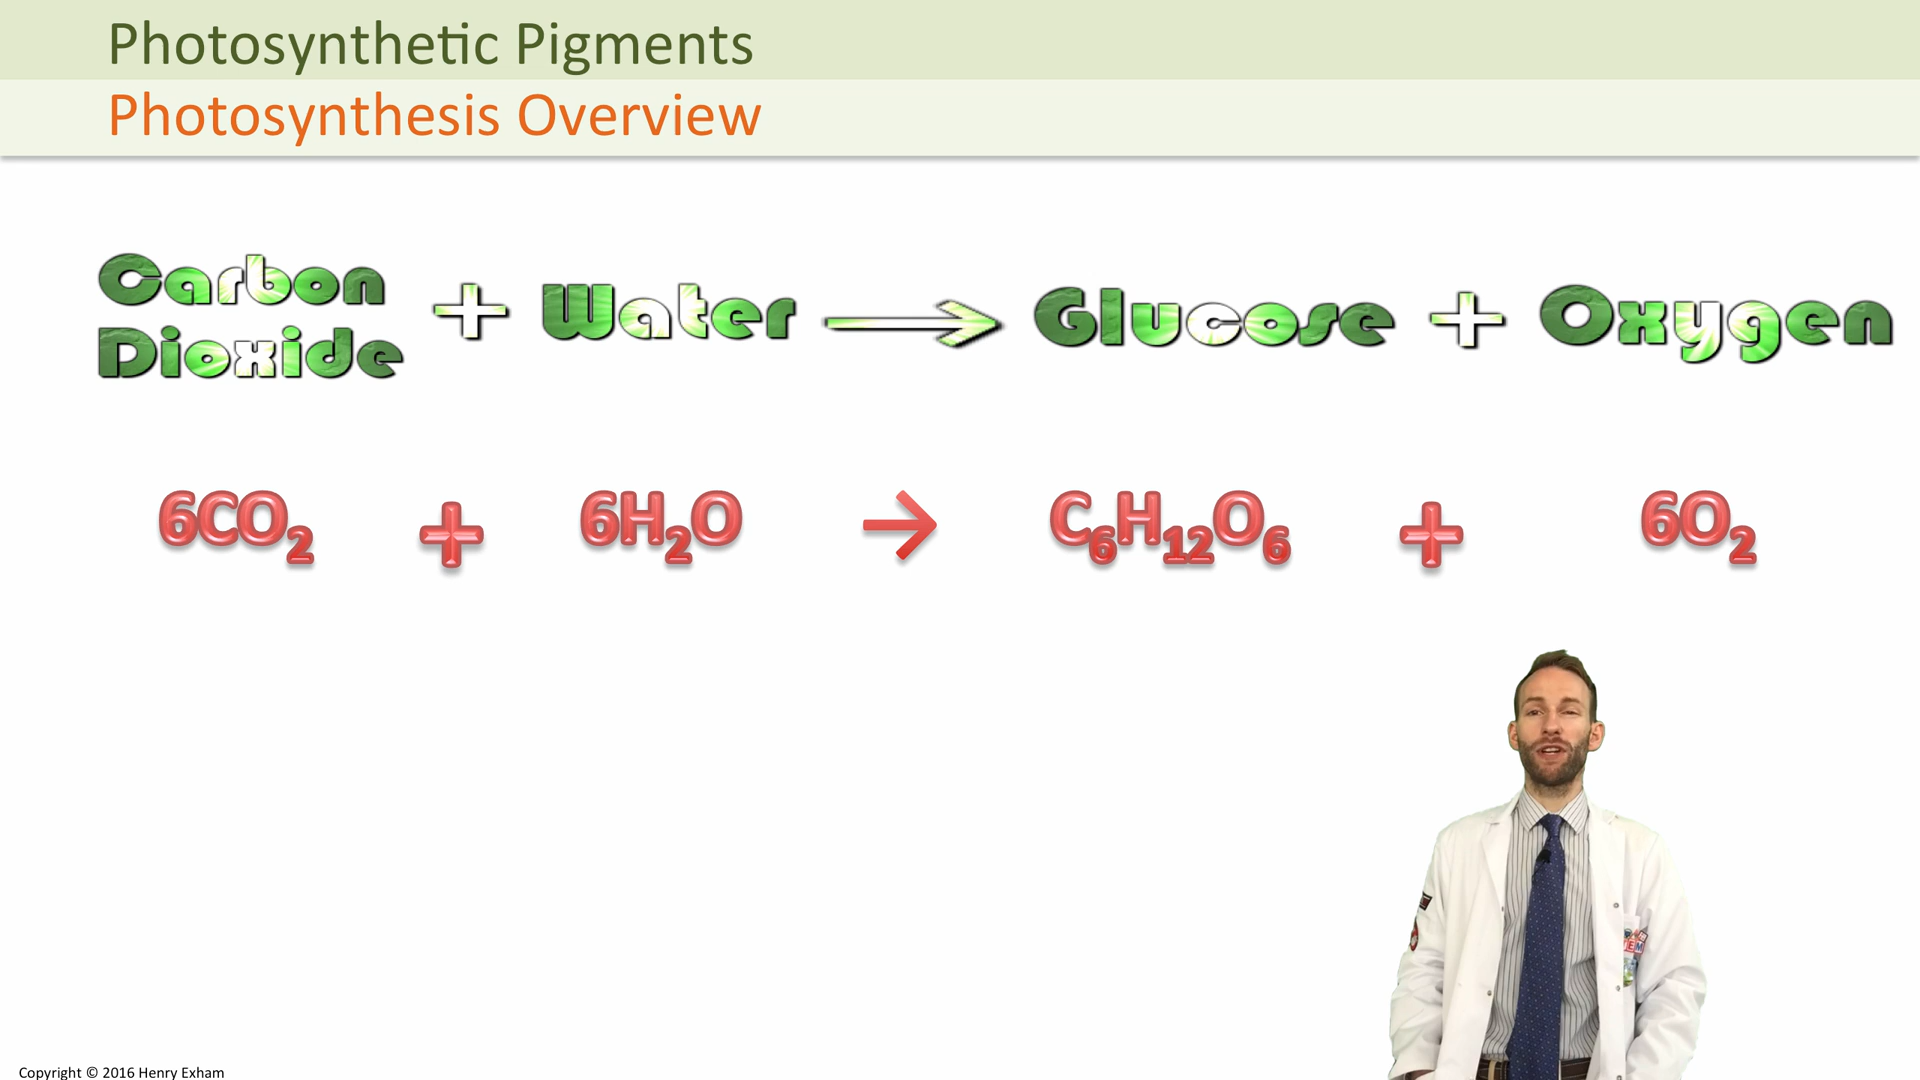 Photosynthetic Pigments
Photosynthesis Overview
Carbon Dioxide + Water → Glucose + Oxygen
6CO₂ + 6H₂O → C₆H₁₂O₆ + 6O₂
Copyright © 2016 Henry Exham